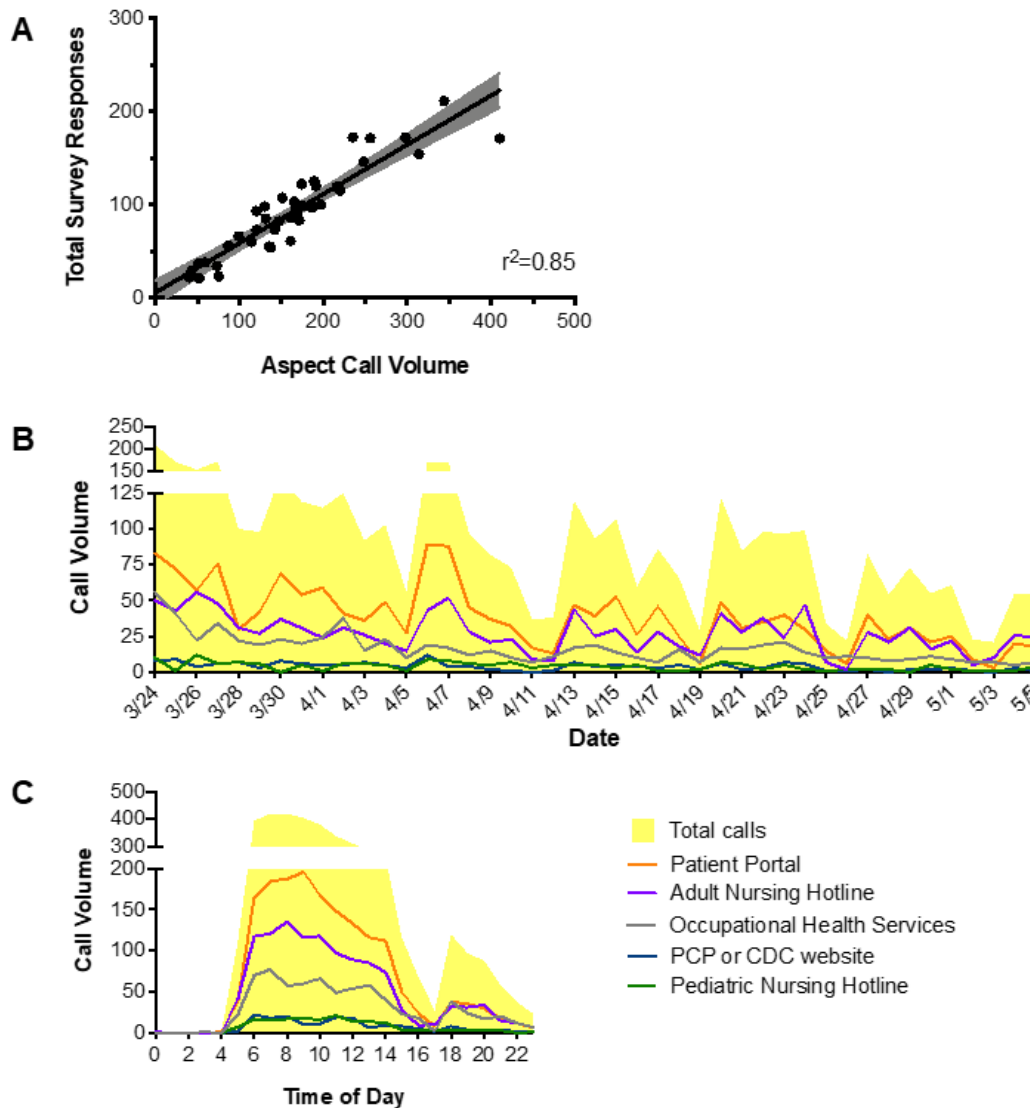 A
300
200
100
0
Total Survey Responses
r²=0.85
0 100 200 300 400 500
Aspect Call Volume
B
250
200
150
125
100
75
50
25
0
Call Volume
3/24 3/26 3/28 3/30 4/1 4/3 4/5 4/7 4/9 4/11 4/13 4/15 4/17 4/19 4/21 4/23 4/25 4/27 4/29 5/1 5/3
Date
C
500
400
300
200
150
100
50
0
Call Volume
0 2 4 6 8 10 12 14 16 18 20 22
Time of Day
Total calls
Patient Portal
Adult Nursing Hotline
Occupational Health Services
PCP or CDC website
Pediatric Nursing Hotline